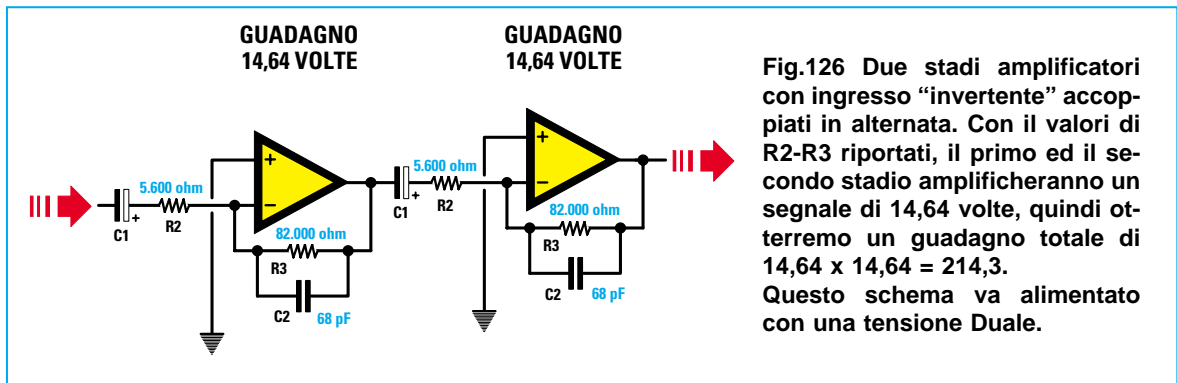 GUADAGNO
14,64 VOLTE
GUADAGNO
14,64 VOLTE
5.600 ohm
C1
+
R2
+
−
82.000 ohm
R3
C2
68 pF
5.600 ohm
C1
+
R2
+
−
82.000 ohm
R3
C2
68 pF
Fig.126 Due stadi amplificatori
con ingresso “invertente” accop-
piati in alternata. Con il valori di
R2-R3 riportati, il primo ed il se-
condo stadio amplificheranno un
segnale di 14,64 volte, quindi ot-
terremo un guadagno totale di
14,64 x 14,64 = 214,3.
Questo schema va alimentato
con una tensione Duale.